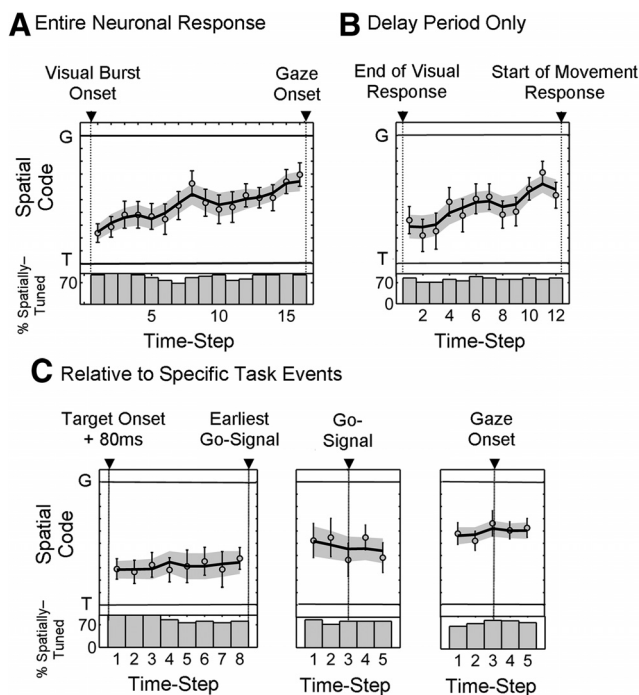 A Entire Neuronal Response
Visual Burst
Onset
Gaze
Onset
G
Spatial
Code
T
% Spatially–
Tuned
70
5 10 15
Time-Step
B Delay Period Only
End of Visual
Response
Start of Movement
Response
G
T
70
0
2 4 6 8 10 12
Time-Step
C Relative to Specific Task Events
Target Onset
+ 80ms
Earliest
Go-Signal
Go-
Signal
Gaze
Onset
G
Spatial
Code
T
% Spatially–
Tuned
70
0
1 2 3 4 5 6 7 8
Time-Step
1 2 3 4 5
Time-Step
1 2 3 4 5
Time-Step